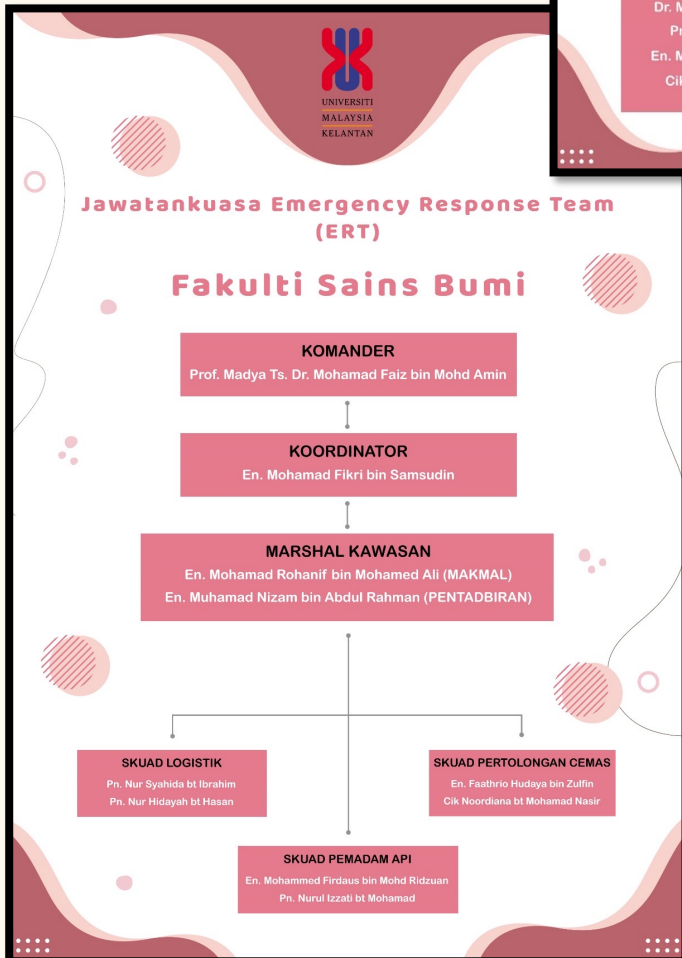 Dr. M
Pr
En. M
Cik
UNIVERSITI
MALAYSIA
KELANTAN
Jawatankuasa Emergency Response Team
(ERT)
Fakulti Sains Bumi
KOMANDER
Prof. Madya Ts. Dr. Mohamad Faiz bin Mohd Amin
KOORDINATOR
En. Mohamad Fikri bin Samsudin
MARSHAL KAWASAN
En. Mohamad Rohanif bin Mohamed Ali (MAKMAL)
En. Muhamad Nizam bin Abdul Rahman (PENTADBIRAN)
SKUAD LOGISTIK
Pn. Nur Syahida bt Ibrahim
Pn. Nur Hidayah bt Hasan
SKUAD PERTOLONGAN CEMAS
En. Faathrio Hudaya bin Zulfin
Cik Noordiana bt Mohamad Nasir
SKUAD PEMADAM API
En. Mohammed Firdaus bin Mohd Ridzuan
Pn. Nurul Izzati bt Mohamad